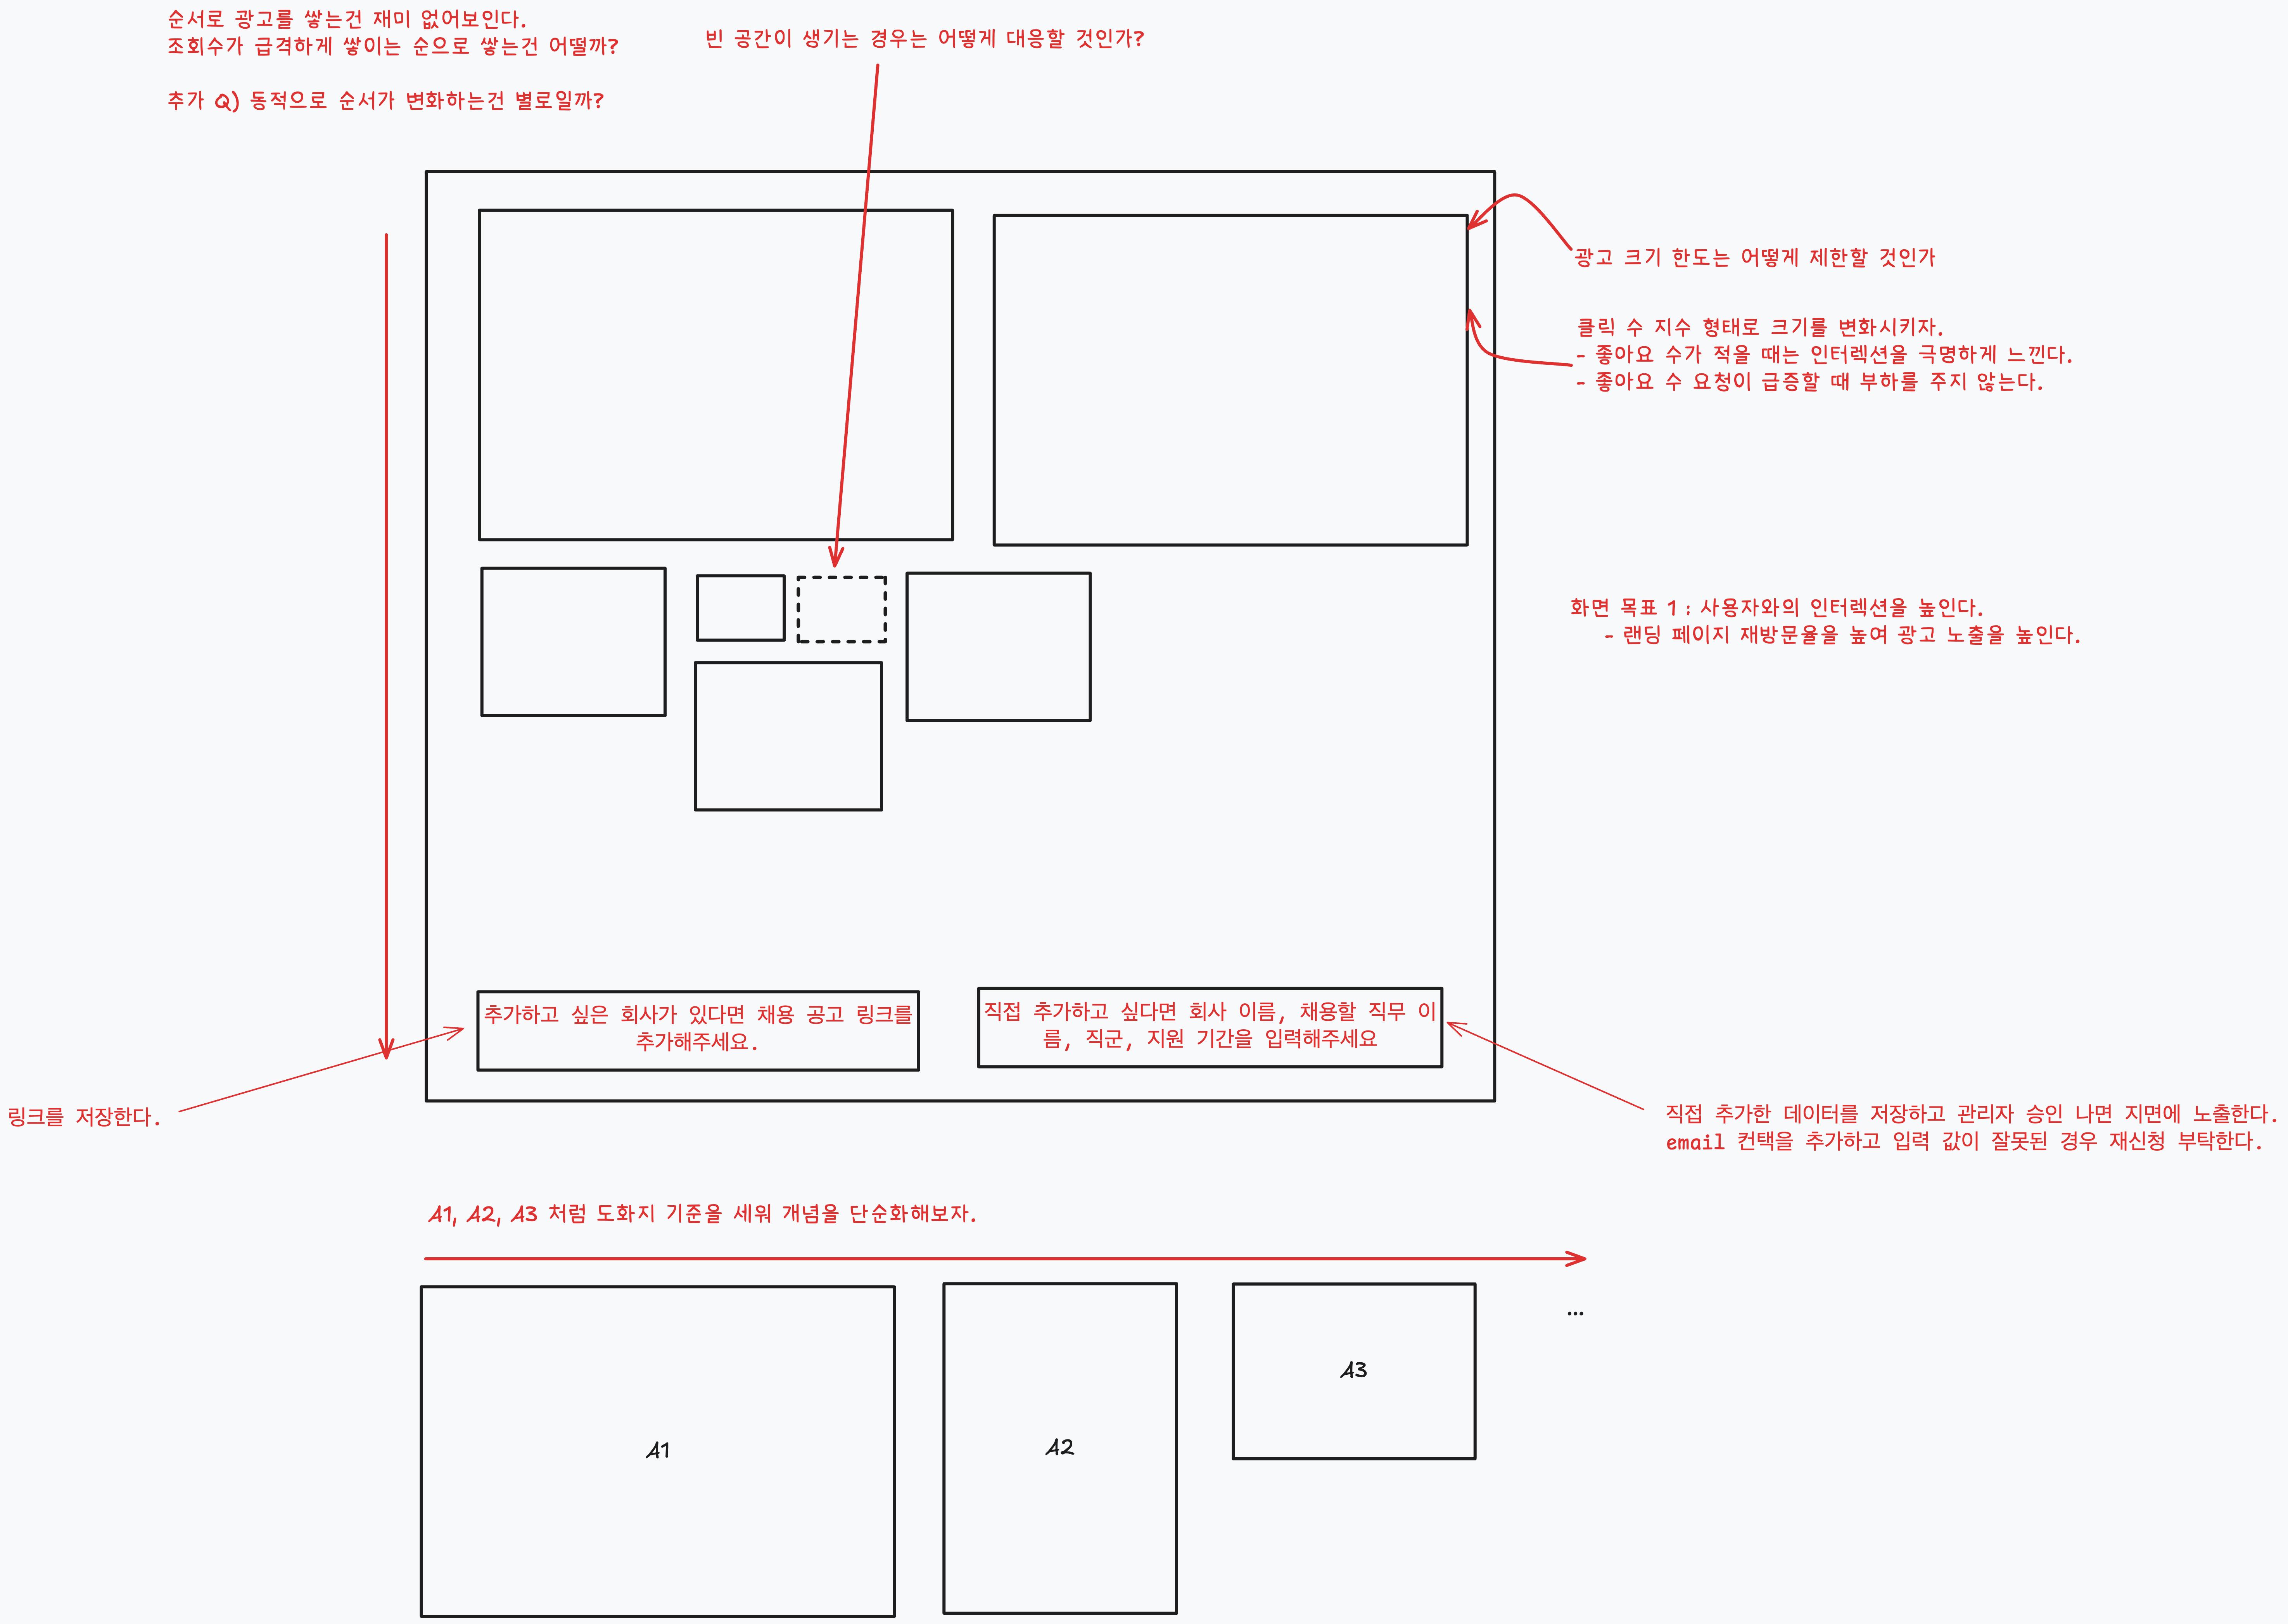 순서로 광고를 쌓는건 재미 없어보인다.
조회수가 급격하게 쌓이는 순으로 쌓는건 어떨까?
추가 Q) 동적으로 순서가 변화하는건 별로일까?
빈 공간이 생기는 경우는 어떻게 대응할 것인가?
광고 크기 한도는 어떻게 제한할 것인가
클릭 수 지수 형태로 크기를 변화시키자.
- 좋아요 수가 적을 때는 인터렉션을 극명하게 느낀다.
- 좋아요 수 요청이 급증할 때 부하를 주지 않는다.
화면 목표 1 : 사용자와의 인터렉션을 높인다.
- 랜딩 페이지 재방문율을 높여 광고 노출을 높인다.
추가하고 싶은 회사가 있다면 채용 공고 링크를
추가해주세요.
직접 추가하고 싶다면 회사 이름, 채용할 직무 이
름, 직군, 지원 기간을 입력해주세요
링크를 저장한다.
직접 추가한 데이터를 저장하고 관리자 승인 나면 지면에 노출한다.
email 컨택을 추가하고 입력 값이 잘못된 경우 재신청 부탁한다.
A1, A2, A3 처럼 도화지 기준을 세워 개념을 단순화해보자.
A1
A2
A3
...